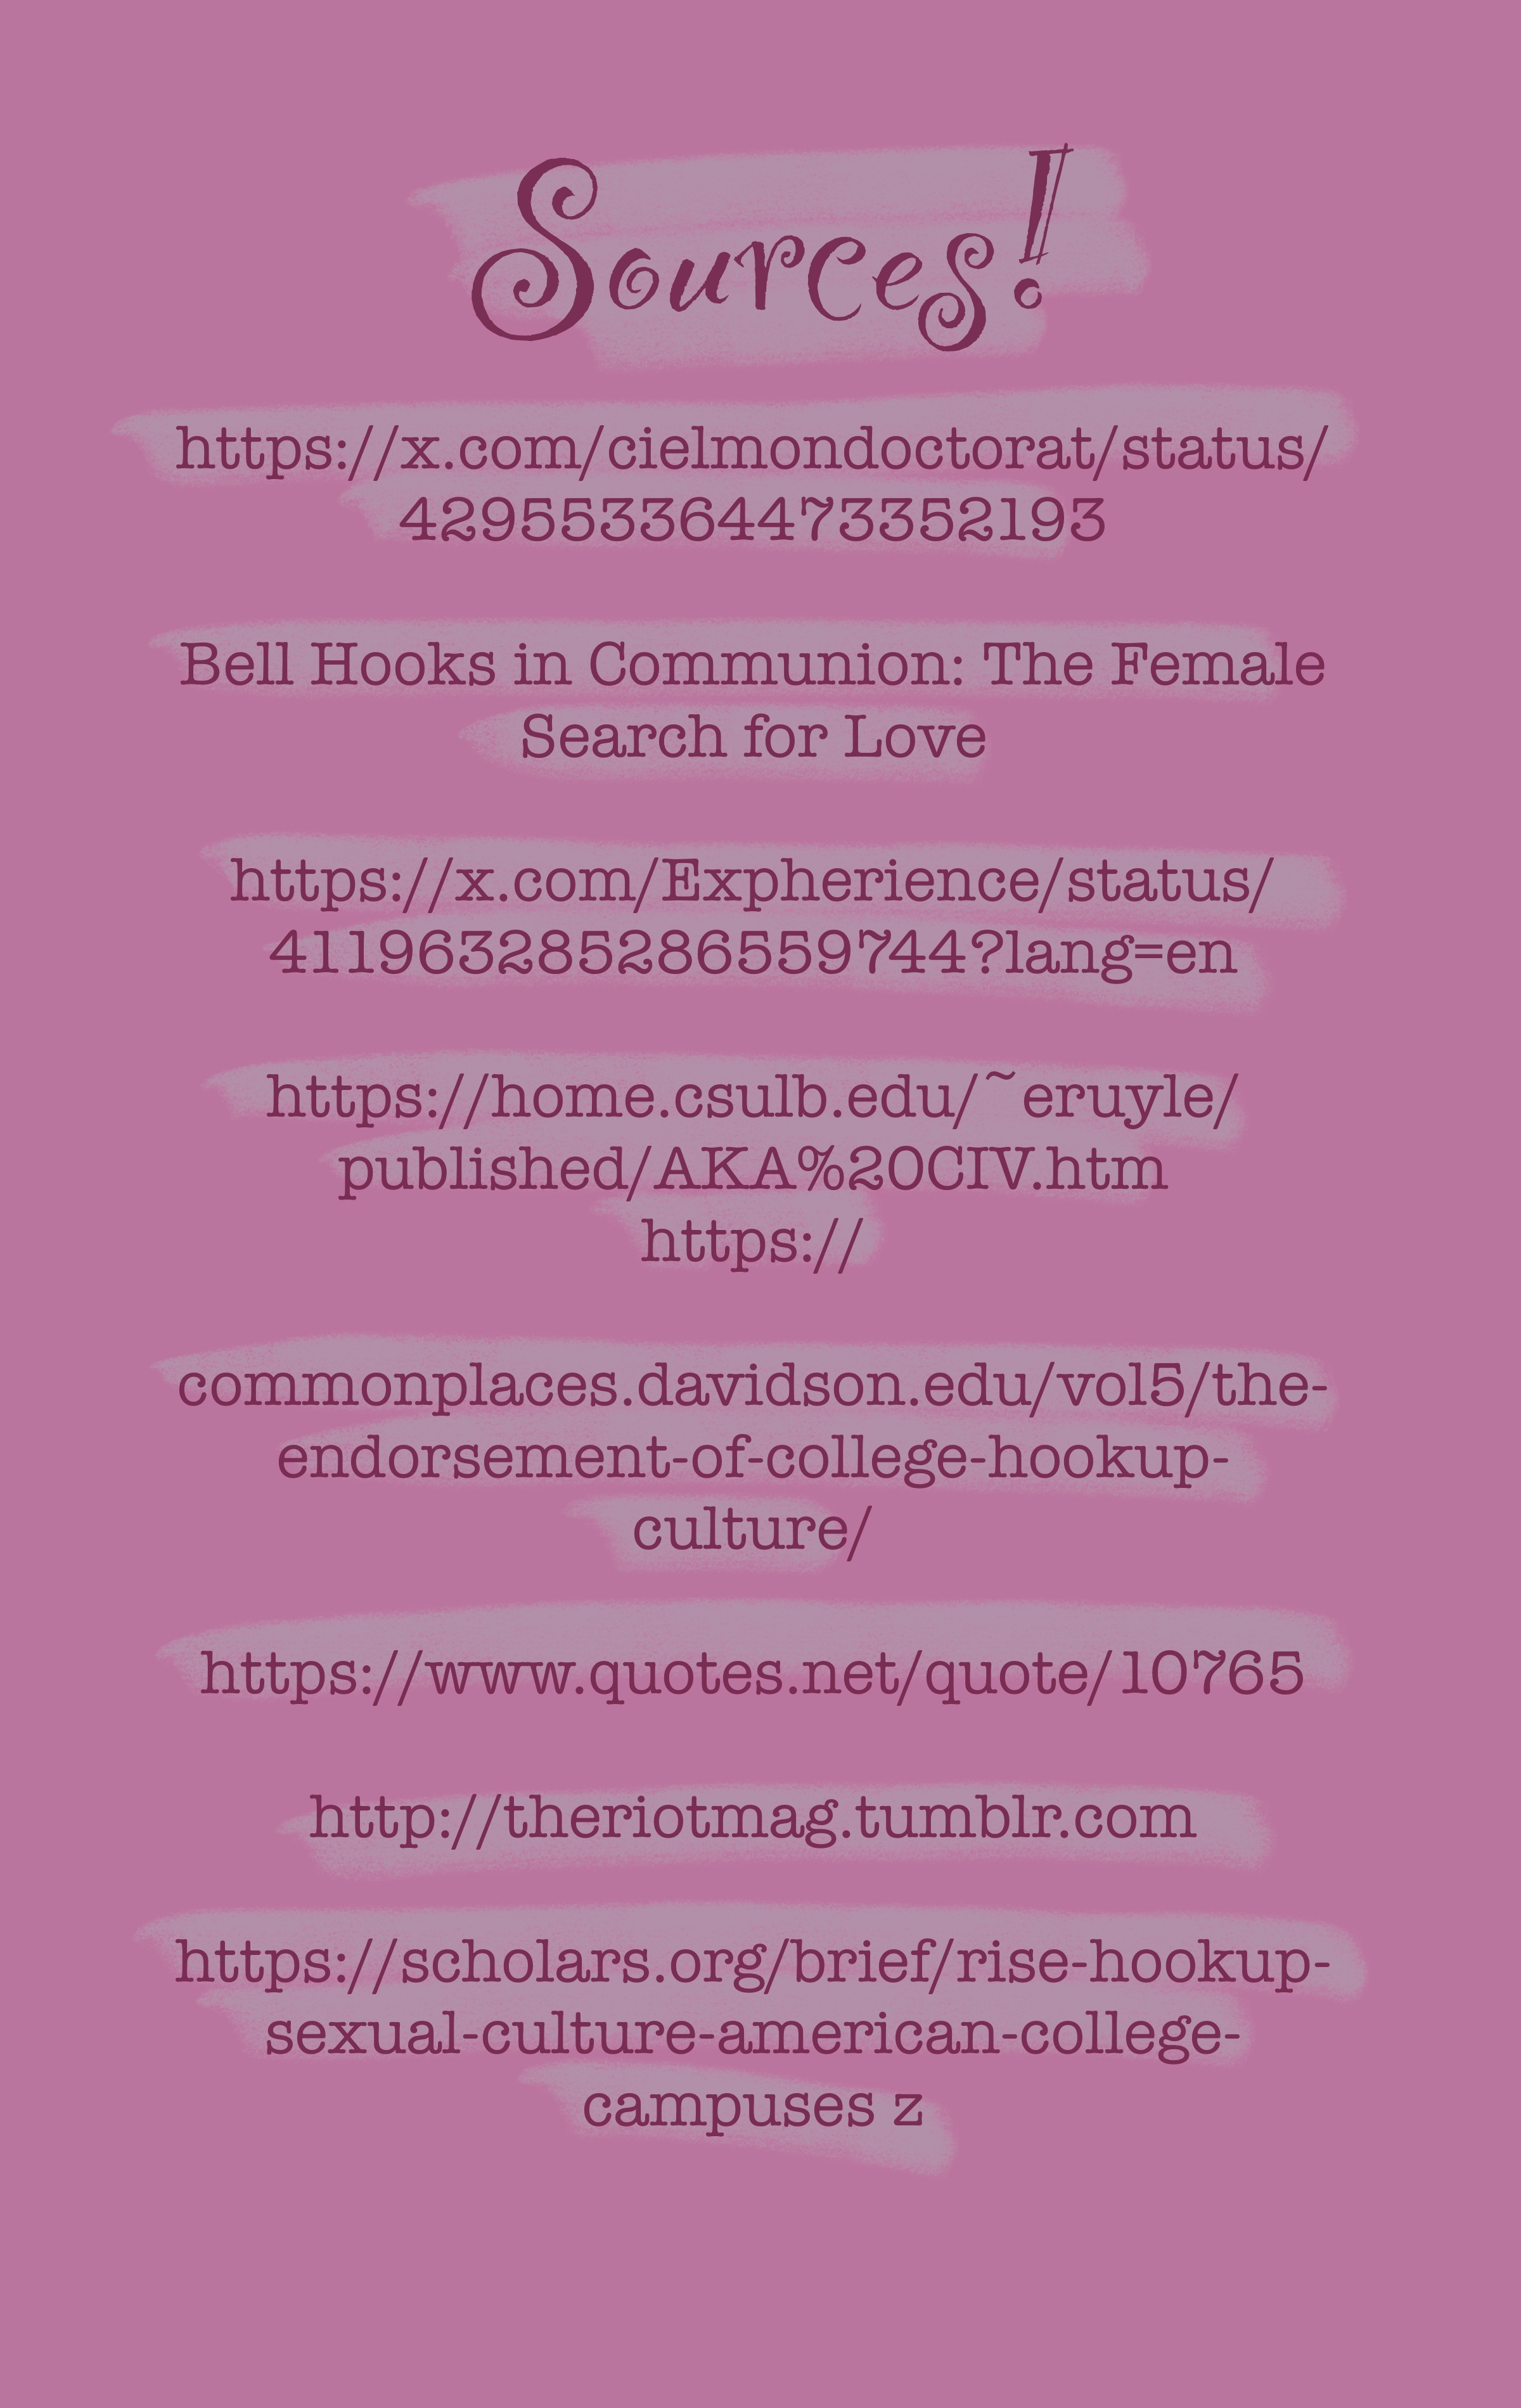 Sources!
https://x.com/cielmondoctorat/status/
429553364473352193
Bell Hooks in Communion: The Female
Search for Love
https://x.com/Expherience/status/
411963285286559744?lang=en
https://home.csulb.edu/~eruyle/
published/AKA%20CIV.htm
https://
commonplaces.davidson.edu/vol5/the-
endorsement-of-college-hookup-
culture/
https://www.quotes.net/quote/10765
http://theriotmag.tumblr.com
https://scholars.org/brief/rise-hookup-
sexual-culture-american-college-
campuses z